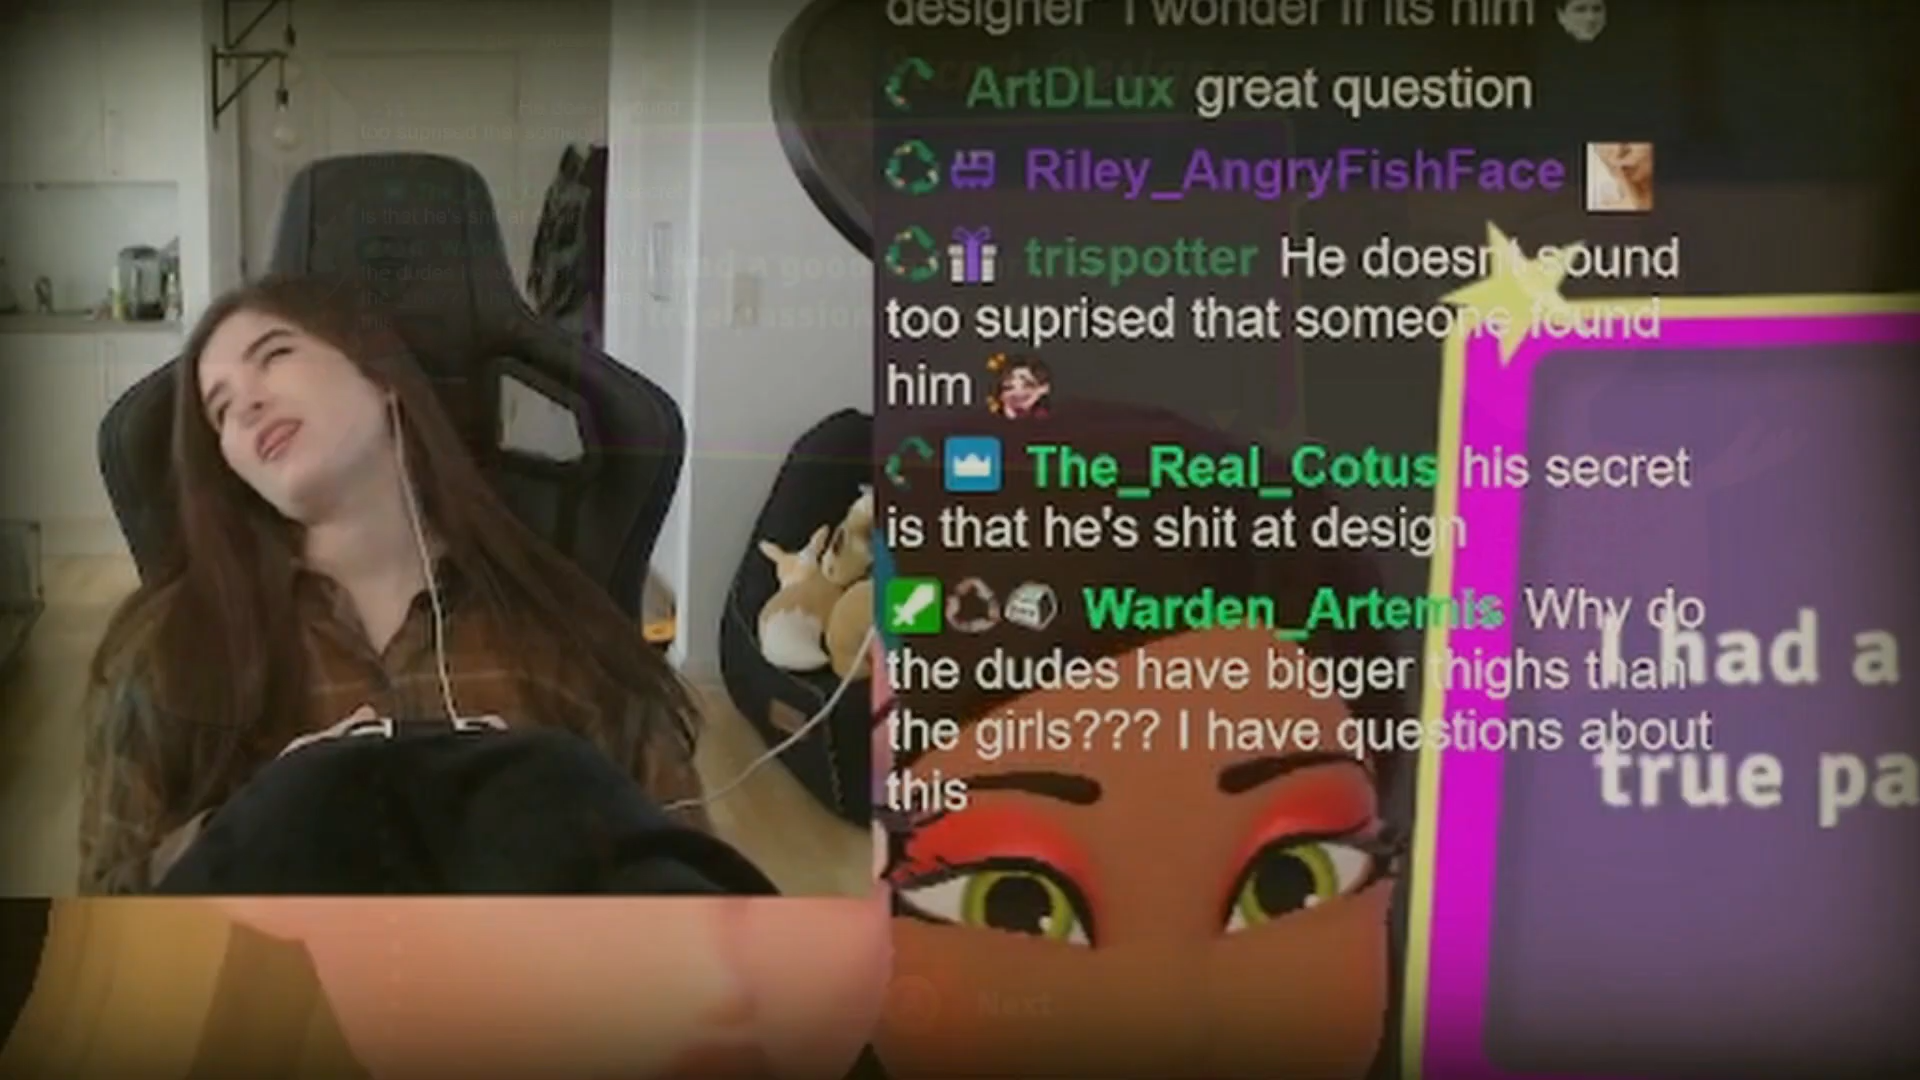 designer" I wonder if its him
ArtDLux great question
Riley_AngryFishFace
trispotter He doesn't sound
too suprised that someone found
him
The_Real_Cotus his secret
is that he's shit at design
Warden_Artemis Why do
the dudes have bigger thighs than
the girls??? I have questions about
this
I had a
true pa
Next